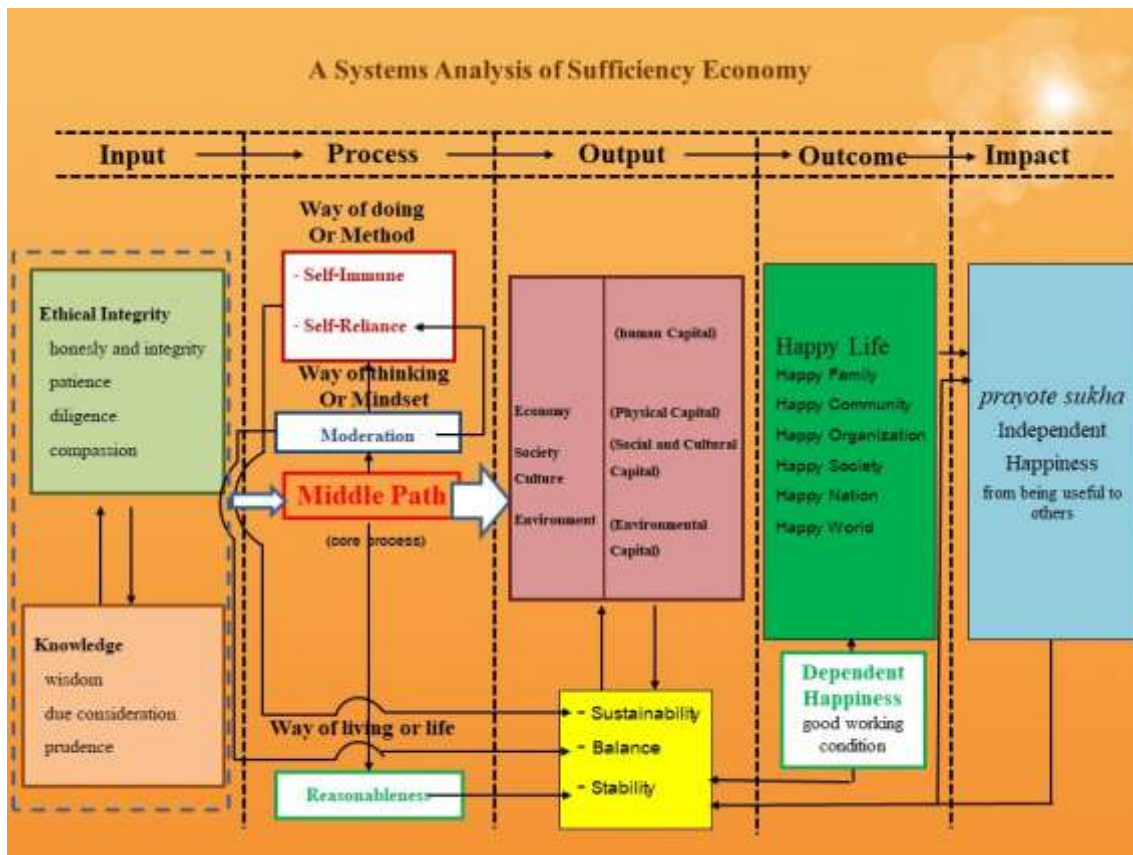 A Systems Analysis of Sufficiency Economy
Input
Process
Output
Outcome
Impact
Ethical Integrity
honesly and integrity
patience
diligence
compassion
Knowledge
wisdom
due consideration
prudence
Way of doing
Or Method
- Self-Immune
- Self-Reliance
Way of thinking
Or Mindset
Moderation
Middle Path
(core process)
Way of living or life
Reasonableness
Economy
Society
Culture
Environment
(human Capital)
(Physical Capital)
(Social and Cultural
Capital)
(Environmental
Capital)
- Sustainability
- Balance
- Stability
Happy Life
Happy Family
Happy Community
Happy Organization
Happy Society
Happy Nation
Happy World
Dependent
Happiness
good working
condition
prayote sukha
Independent
Happiness
from being useful to
others